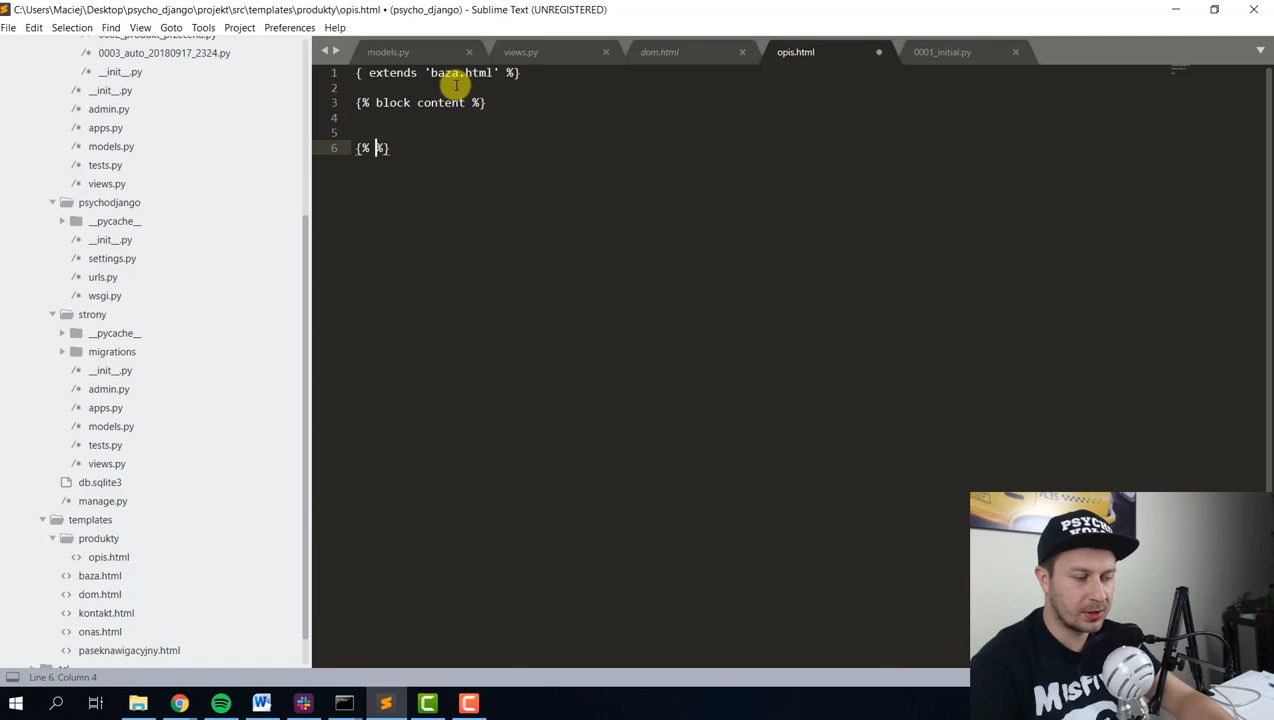 C:\Users\Maciej\Desktop\psycho_django\projekt\src\templates\produkty\opis.html • (psycho_django) - Sublime Text (UNREGISTERED)
File Edit Selection Find View Goto Tools Project Preferences Help
models.py views.py dom.html opis.html 0001_initial.py
0003_auto_20180917_2324.py
__init__.py
__init__.py
admin.py
apps.py
models.py
tests.py
views.py
psychodjango
__pycache__
__init__.py
settings.py
urls.py
wsgi.py
strony
__pycache__
migrations
__init__.py
admin.py
apps.py
models.py
tests.py
views.py
db.sqlite3
manage.py
templates
produkty
opis.html
baza.html
dom.html
kontakt.html
onas.html
paseknawigacyjny.html
1 { extends 'baza.html' %}
2
3 {% block content %}
4
5
6 {% %}
PSYCHO
MISFI
Line 6, Column 4